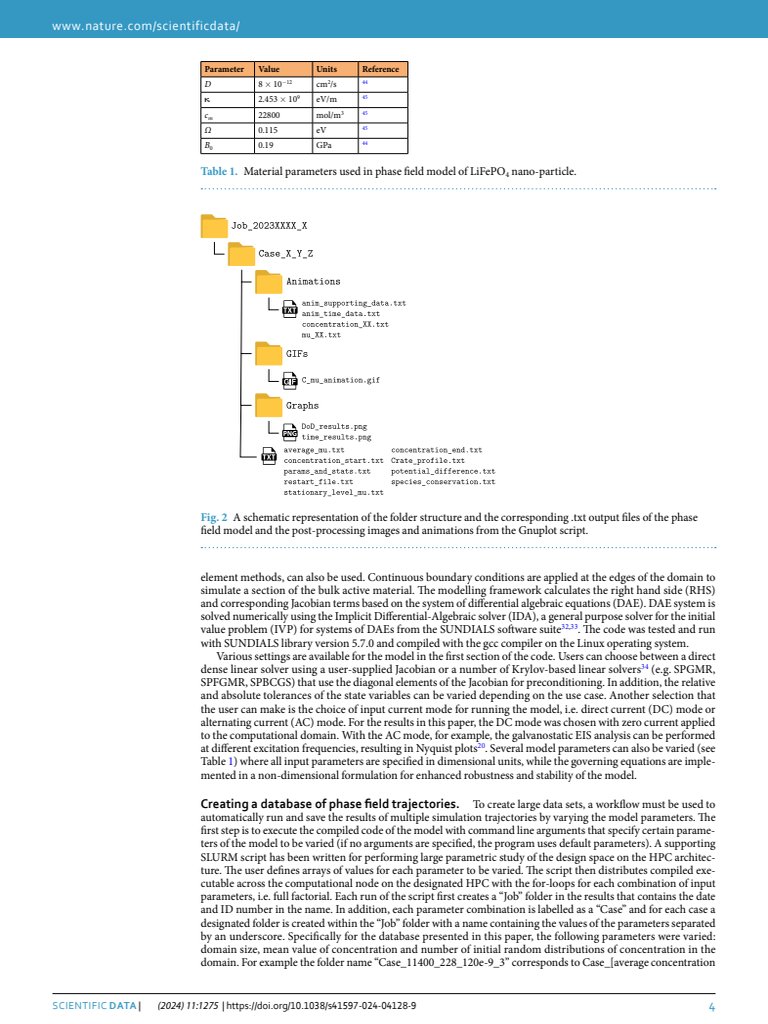 www.nature.com/scientificdata/
Parameter Value Units Reference
D 8 × 10⁻¹² cm²/s 44
κ 2.453 × 10⁹ eV/m 45
cₘ 22800 mol/m³ 45
Ω 0.115 eV 45
B₀ 0.19 GPa 44
Table 1. Material parameters used in phase field model of LiFePO₄ nano-particle.
Job_2023XXXX_X
Case_X_Y_Z
Animations
TXT
anim_supporting_data.txt
anim_time_data.txt
concentration_XX.txt
mu_XX.txt
GIFs
GIF
C_mu_animation.gif
Graphs
PNG
DoD_results.png
time_results.png
TXT
average_mu.txt concentration_end.txt
concentration_start.txt Crate_profile.txt
params_and_stats.txt potential_difference.txt
restart_file.txt species_conservation.txt
stationary_level_mu.txt
Fig. 2 A schematic representation of the folder structure and the corresponding .txt output files of the phase
field model and the post-processing images and animations from the Gnuplot script.
element methods, can also be used. Continuous boundary conditions are applied at the edges of the domain to
simulate a section of the bulk active material. The modelling framework calculates the right hand side (RHS)
and corresponding Jacobian terms based on the system of differential algebraic equations (DAE). DAE system is
solved numerically using the Implicit Differential-Algebraic solver (IDA), a general purpose solver for the initial
value problem (IVP) for systems of DAEs from the SUNDIALS software suite³²,³³. The code was tested and run
with SUNDIALS library version 5.7.0 and compiled with the gcc compiler on the Linux operating system.
Various settings are available for the model in the first section of the code. Users can choose between a direct
dense linear solver using a user-supplied Jacobian or a number of Krylov-based linear solvers³⁴ (e.g. SPGMR,
SPFGMR, SPBCGS) that use the diagonal elements of the Jacobian for preconditioning. In addition, the relative
and absolute tolerances of the state variables can be varied depending on the use case. Another selection that
the user can make is the choice of input current mode for running the model, i.e. direct current (DC) mode or
alternating current (AC) mode. For the results in this paper, the DC mode was chosen with zero current applied
to the computational domain. With the AC mode, for example, the galvanostatic EIS analysis can be performed
at different excitation frequencies, resulting in Nyquist plots²⁰. Several model parameters can also be varied (see
Table 1) where all input parameters are specified in dimensional units, while the governing equations are imple-
mented in a non-dimensional formulation for enhanced robustness and stability of the model.
Creating a database of phase field trajectories. To create large data sets, a workflow must be used to
automatically run and save the results of multiple simulation trajectories by varying the model parameters. The
first step is to execute the compiled code of the model with command line arguments that specify certain parame-
ters of the model to be varied (if no arguments are specified, the program uses default parameters). A supporting
SLURM script has been written for performing large parametric study of the design space on the HPC architec-
ture. The user defines arrays of values for each parameter to be varied. The script then distributes compiled exe-
cutable across the computational node on the designated HPC with the for-loops for each combination of input
parameters, i.e. full factorial. Each run of the script first creates a “Job” folder in the results that contains the date
and ID number in the name. In addition, each parameter combination is labelled as a “Case” and for each case a
designated folder is created within the “Job” folder with a name containing the values of the parameters separated
by an underscore. Specifically for the database presented in this paper, the following parameters were varied:
domain size, mean value of concentration and number of initial random distributions of concentration in the
domain. For example the folder name “Case_11400_228_120e-9_3” corresponds to Case_[average concentration
SCIENTIFIC DATA | (2024) 11:1275 | https://doi.org/10.1038/s41597-024-04128-9 4